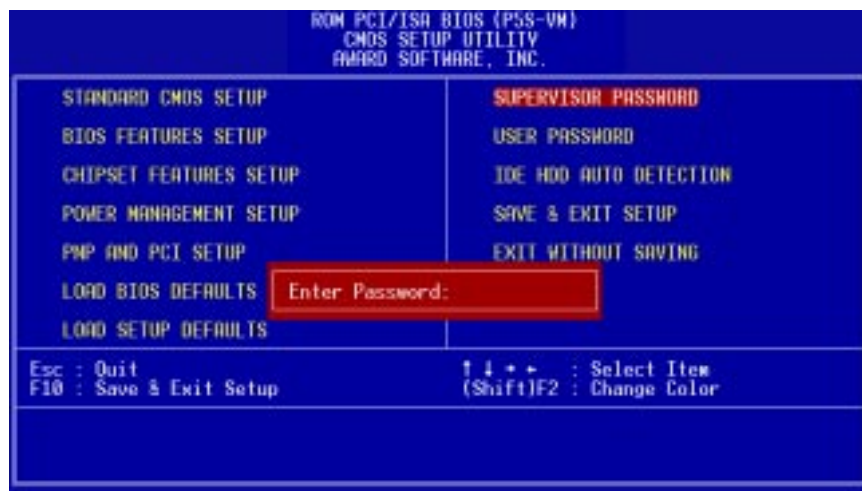 ROM PCI/ISA BIOS (P5S-VM)
CMOS SETUP UTILITY
AWARD SOFTWARE, INC.
STANDARD CMOS SETUP
BIOS FEATURES SETUP
CHIPSET FEATURES SETUP
POWER MANAGEMENT SETUP
PNP AND PCI SETUP
LOAD BIOS DEFAULTS
LOAD SETUP DEFAULTS
SUPERVISOR PASSWORD
USER PASSWORD
IDE HDD AUTO DETECTION
SAVE & EXIT SETUP
EXIT WITHOUT SAVING
Enter Password:
Esc : Quit
F10 : Save & Exit Setup
↑ ↓ → ← : Select Item
(Shift)F2 : Change Color